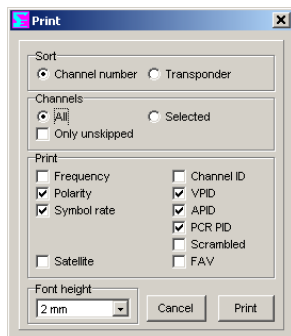 Print
Sort
Channel number Transponder
Channels
All Selected
Only unskipped
Print
Frequency Channel ID
Polarity VPID
Symbol rate APID
PCR PID
Scrambled
Satellite FAV
Font height
2 mm Cancel Print